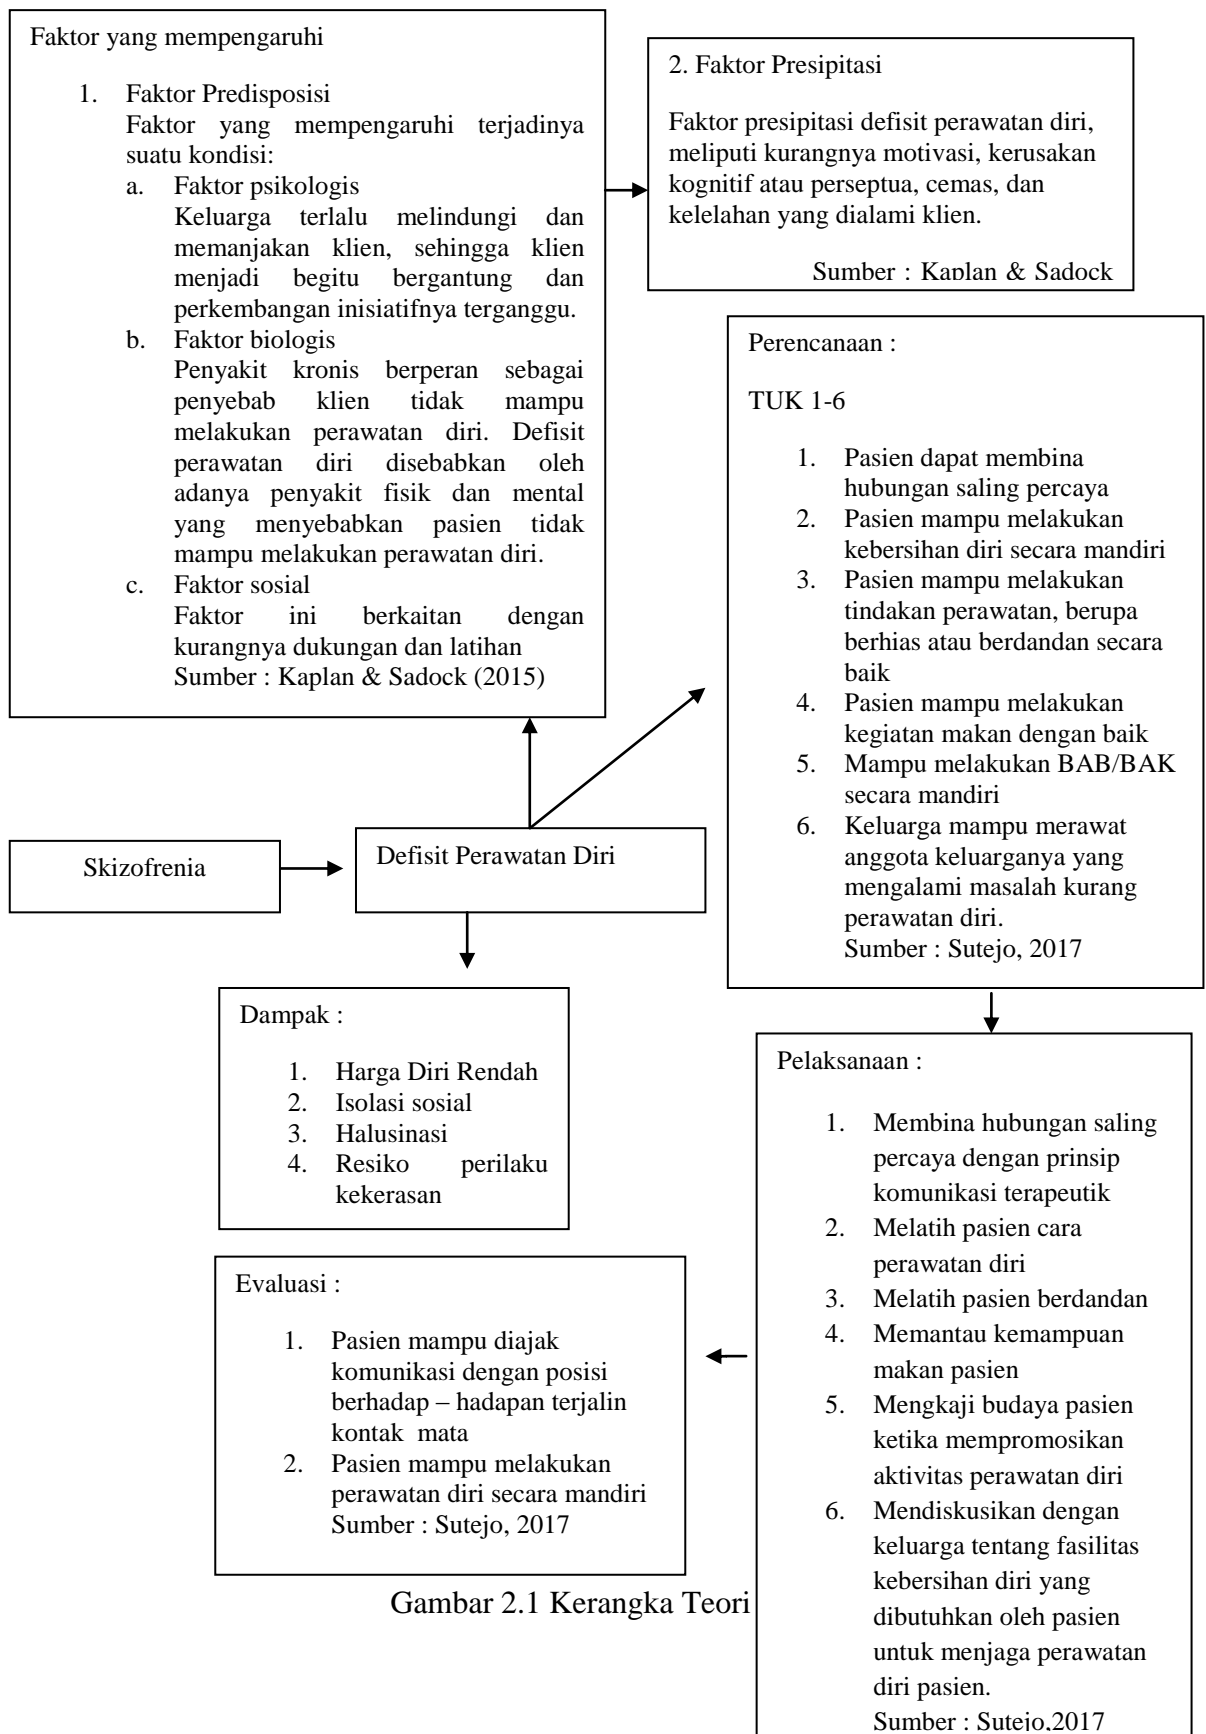 Faktor yang mempengaruhi
1. Faktor Predisposisi
Faktor yang mempengaruhi terjadinya
suatu kondisi:
a. Faktor psikologis
Keluarga terlalu melindungi dan
memanjakan klien, sehingga klien
menjadi begitu bergantung dan
perkembangan inisiatifnya terganggu.
b. Faktor biologis
Penyakit kronis berperan sebagai
penyebab klien tidak mampu
melakukan perawatan diri. Defisit
perawatan diri disebabkan oleh
adanya penyakit fisik dan mental
yang menyebabkan pasien tidak
mampu melakukan perawatan diri.
c. Faktor sosial
Faktor ini berkaitan dengan
kurangnya dukungan dan latihan
Sumber : Kaplan & Sadock (2015)
2. Faktor Presipitasi
Faktor presipitasi defisit perawatan diri,
meliputi kurangnya motivasi, kerusakan
kognitif atau perseptua, cemas, dan
kelelahan yang dialami klien.
Sumber : Kaplan & Sadock
Perencanaan :
TUK 1-6
1. Pasien dapat membina
hubungan saling percaya
2. Pasien mampu melakukan
kebersihan diri secara mandiri
3. Pasien mampu melakukan
tindakan perawatan, berupa
berhias atau berdandan secara
baik
4. Pasien mampu melakukan
kegiatan makan dengan baik
5. Mampu melakukan BAB/BAK
secara mandiri
6. Keluarga mampu merawat
anggota keluarganya yang
mengalami masalah kurang
perawatan diri.
Sumber : Sutejo, 2017
Skizofrenia
Defisit Perawatan Diri
Dampak :
1. Harga Diri Rendah
2. Isolasi sosial
3. Halusinasi
4. Resiko perilaku
kekerasan
Pelaksanaan :
1. Membina hubungan saling
percaya dengan prinsip
komunikasi terapeutik
2. Melatih pasien cara
perawatan diri
3. Melatih pasien berdandan
4. Memantau kemampuan
makan pasien
5. Mengkaji budaya pasien
ketika mempromosikan
aktivitas perawatan diri
6. Mendiskusikan dengan
keluarga tentang fasilitas
kebersihan diri yang
dibutuhkan oleh pasien
untuk menjaga perawatan
diri pasien.
Sumber : Sutejo,2017
Evaluasi :
1. Pasien mampu diajak
komunikasi dengan posisi
berhadap – hadapan terjalin
kontak mata
2. Pasien mampu melakukan
perawatan diri secara mandiri
Sumber : Sutejo, 2017
Gambar 2.1 Kerangka Teori